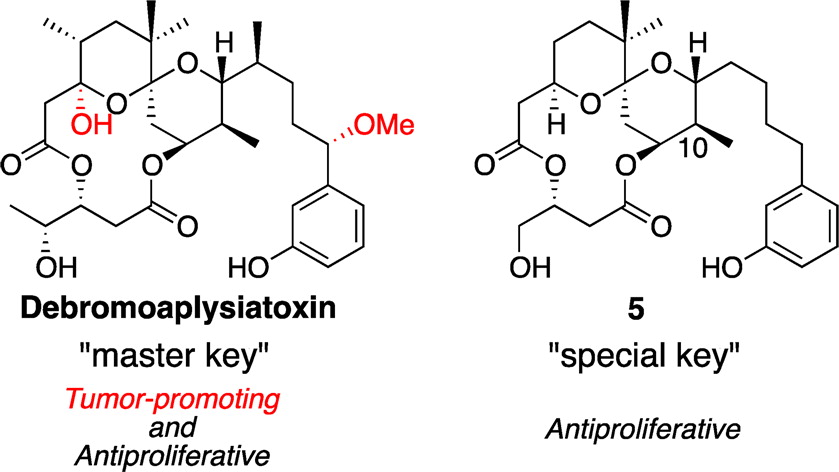 H
O
O
OH
OMe
O
O
O
O
OH
HO
Debromoaplysiatoxin
"master key"
Tumor-promoting
and
Antiproliferative
H
O
O
H
10
O
O
O
O
OH
HO
5
"special key"
Antiproliferative